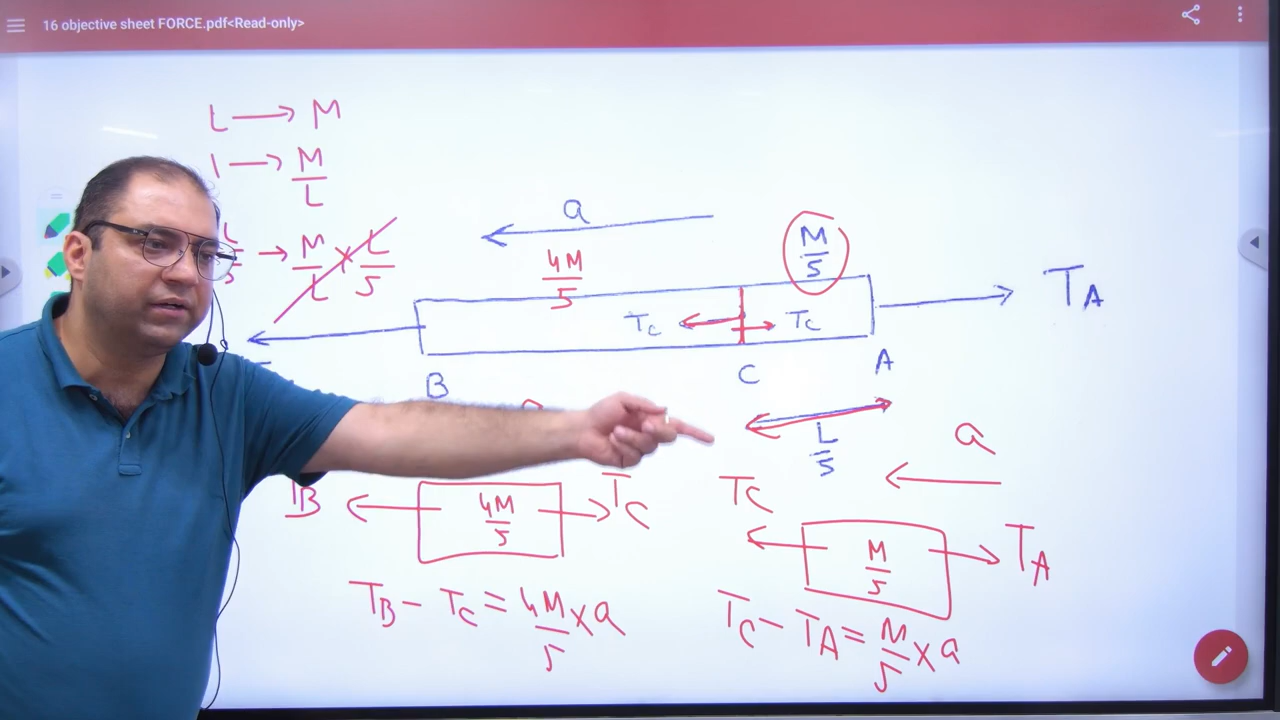 16 objective sheet FORCE.pdf<Read-only>
L → M
1 → M/L
L/5 → M/L × L/5
a
4M/5
M/5
T_C
T_C
T_A
B
C
A
L/5
a
T_B
4M/5
T_C
T_C
M/5
T_A
T_B - T_C = 4M/5 × a
T_C - T_A = M/5 × a